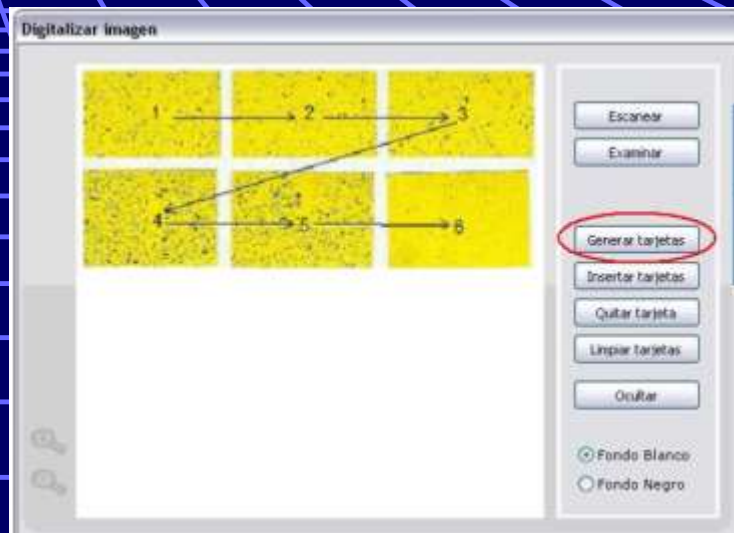 Digitalizar imagen
1 2 3
4 5 6
Escanear
Examinar
Generar tarjetas
Insertar tarjetas
Quitar tarjeta
Limpiar tarjetas
Ocultar
Fondo Blanco
Fondo Negro